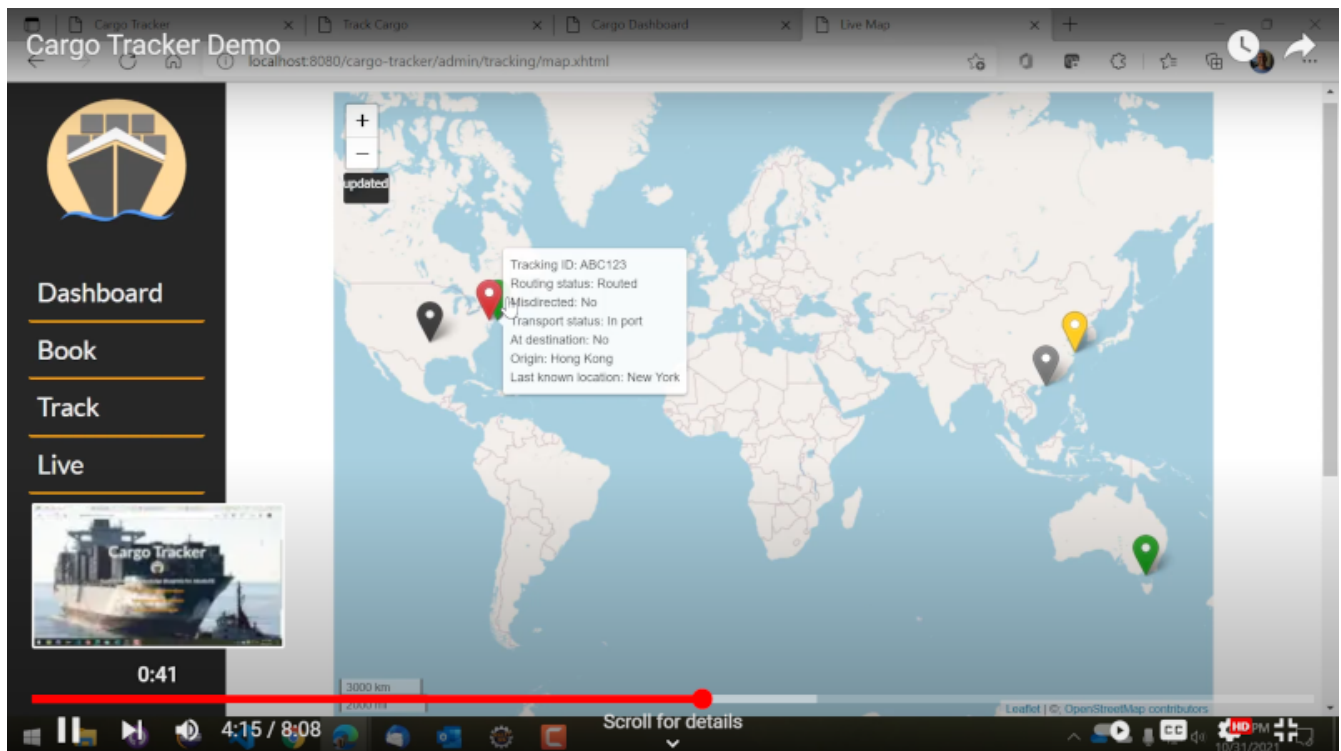 Cargo Tracker
Track Cargo
Cargo Dashboard
Live Map
Cargo Tracker Demo
localhost:8080/cargo-tracker/admin/tracking/map.xhtml
+
−
updated
Tracking ID: ABC123
Routing status: Routed
Misdirected: No
Transport status: In port
At destination: No
Origin: Hong Kong
Last known location: New York
Dashboard
Book
Track
Live
Cargo Tracker
0:41
3000 km
2000 mi
Leaflet | © OpenStreetMap contributors
4:15 / 8:08
Scroll for details
CC
HD
PM
10/31/2021